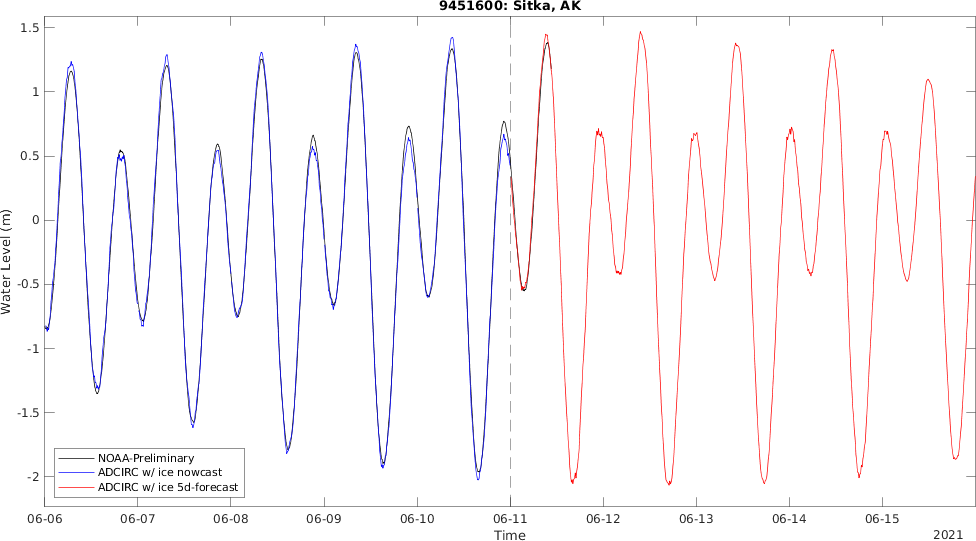 9451600: Sitka, AK
1.5
1
0.5
0
-0.5
-1
-1.5
-2
Water Level (m)
NOAA-Preliminary
ADCIRC w/ ice nowcast
ADCIRC w/ ice 5d-forecast
06-06 06-07 06-08 06-09 06-10 06-11 06-12 06-13 06-14 06-15
Time
2021